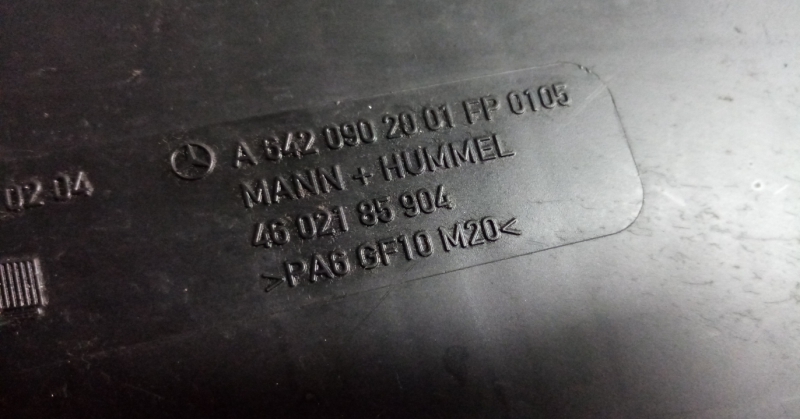 A 642 090 20 01 FP 0105
MANN + HUMMEL
46 021 85 904
>PA6 GF10 M20<
02 04